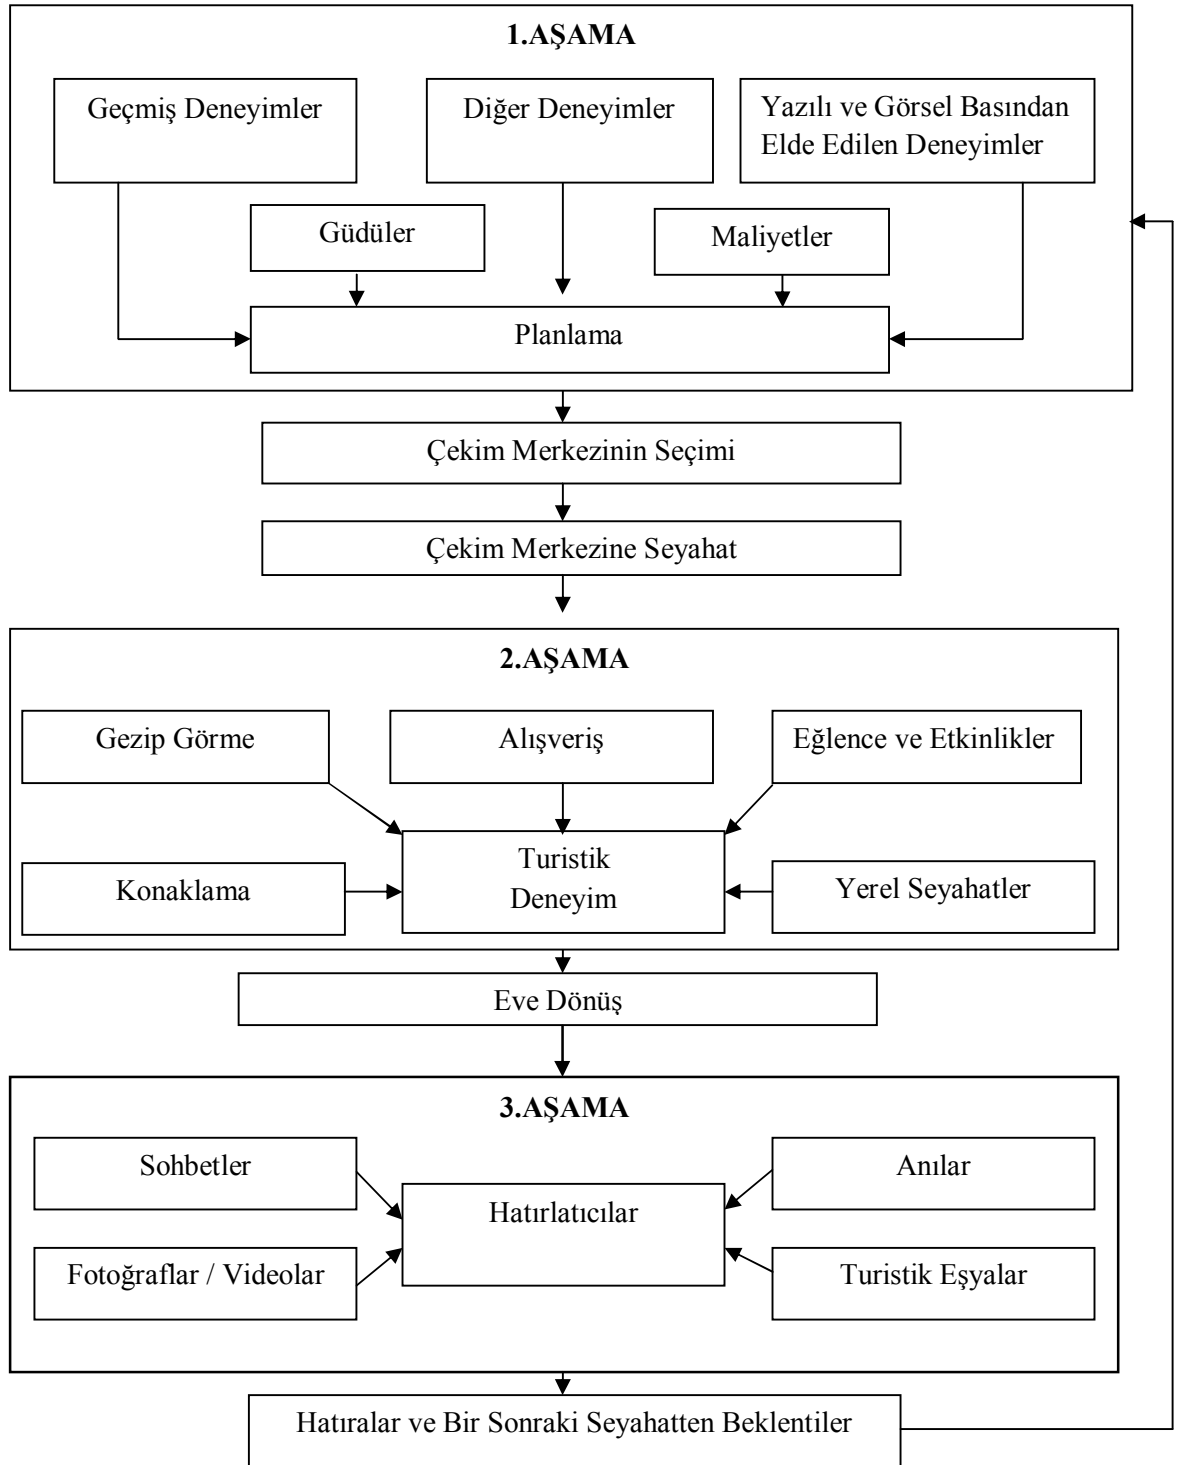 1.AŞAMA
Geçmiş Deneyimler
Diğer Deneyimler
Yazılı ve Görsel Basından
Elde Edilen Deneyimler
Güdüler
Maliyetler
Planlama
Çekim Merkezinin Seçimi
Çekim Merkezine Seyahat
2.AŞAMA
Gezip Görme
Alışveriş
Eğlence ve Etkinlikler
Turistik
Deneyim
Konaklama
Yerel Seyahatler
Eve Dönüş
3.AŞAMA
Sohbetler
Anılar
Hatırlatıcılar
Fotoğraflar / Videolar
Turistik Eşyalar
Hatıralar ve Bir Sonraki Seyahatten Beklentiler